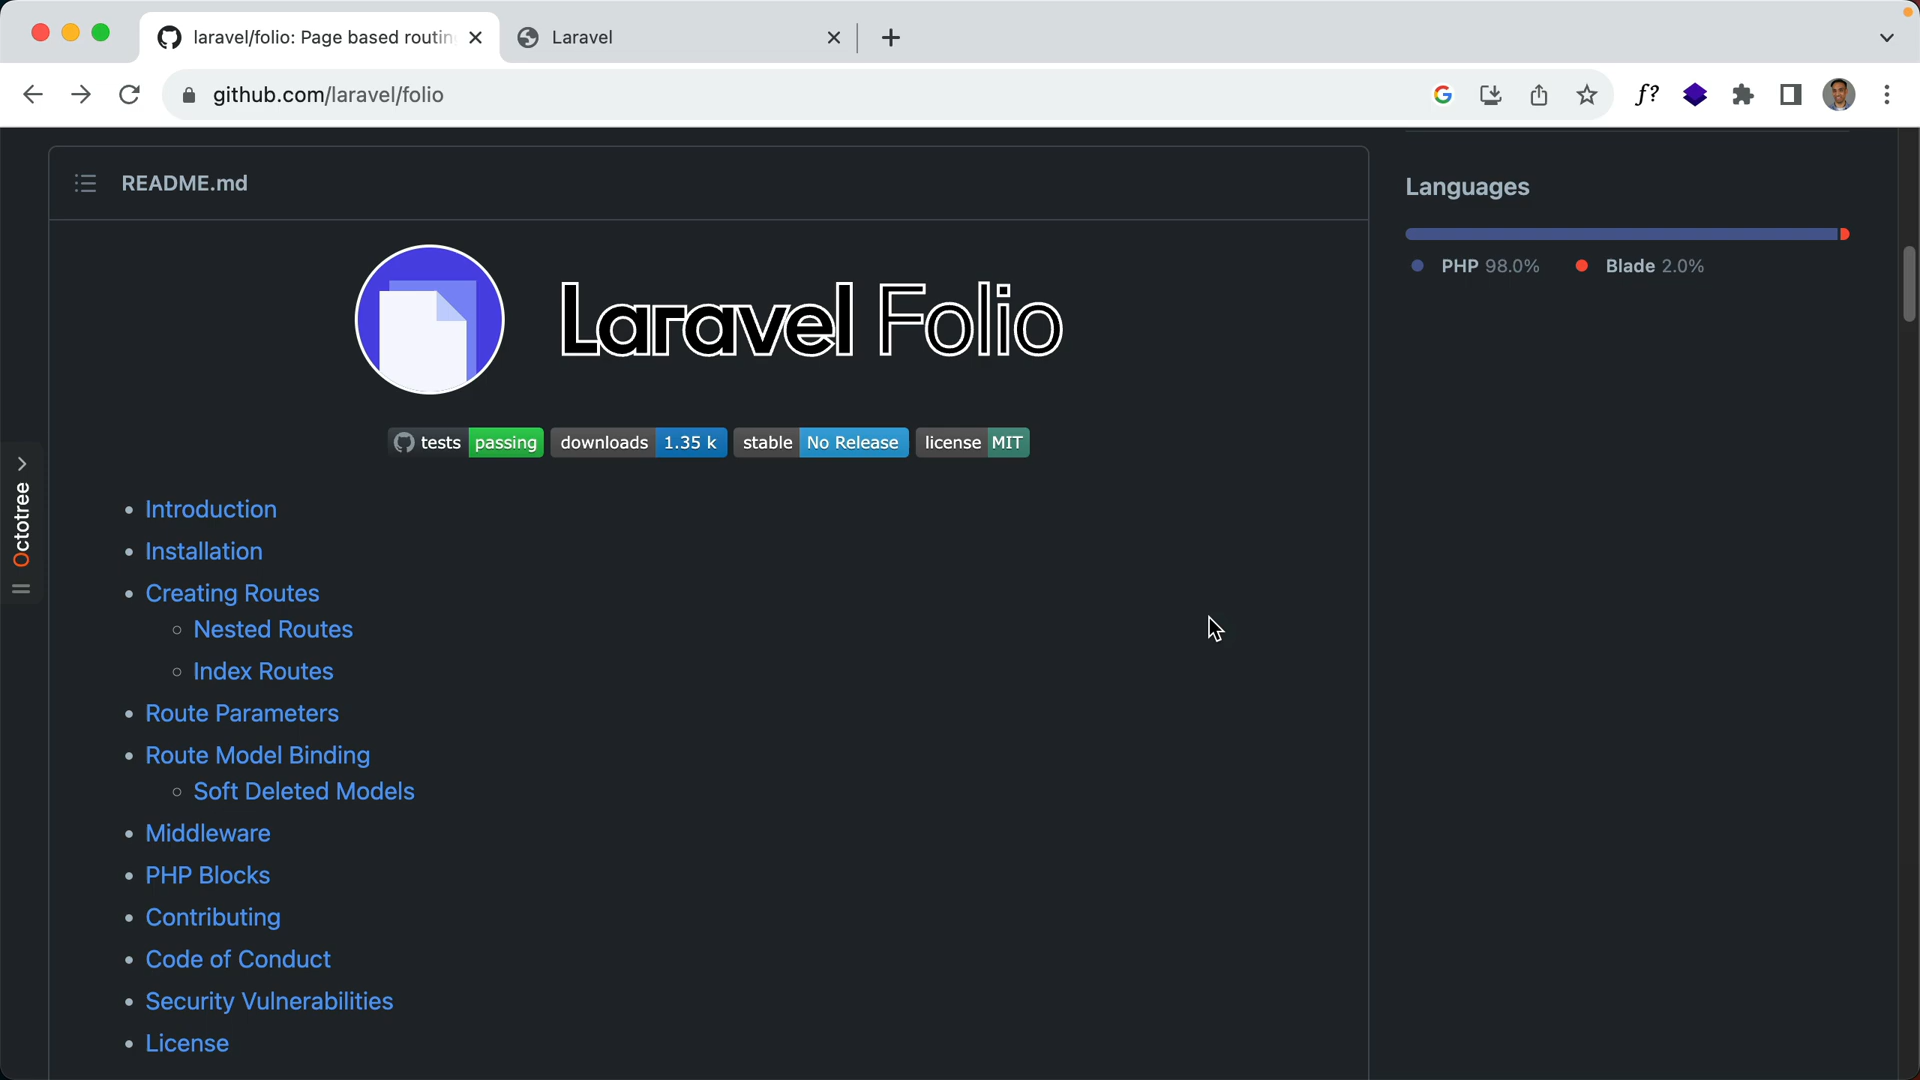 laravel/folio: Page based routin
Laravel
github.com/laravel/folio
f?
README.md
Languages
PHP 98.0%
Blade 2.0%
Laravel Folio
tests passing
downloads 1.35 k
stable No Release
license MIT
Octotree
Introduction
Installation
Creating Routes
Nested Routes
Index Routes
Route Parameters
Route Model Binding
Soft Deleted Models
Middleware
PHP Blocks
Contributing
Code of Conduct
Security Vulnerabilities
License